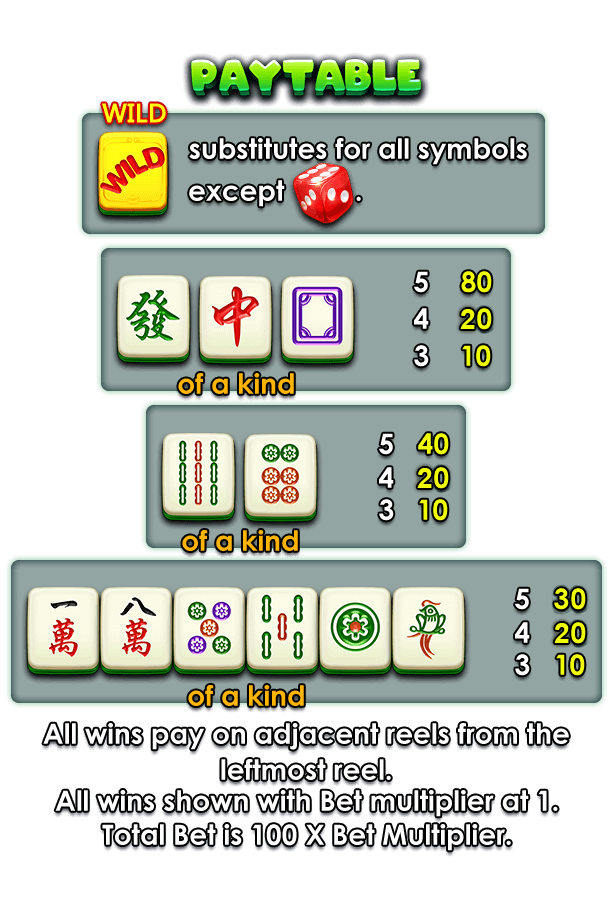 PAYTABLE
WILD
WILD substitutes for all symbols
except .
發 中 5 80
4 20
3 10
of a kind
5 40
4 20
3 10
of a kind
一萬 八萬 5 30
4 20
3 10
of a kind
All wins pay on adjacent reels from the
leftmost reel.
All wins shown with Bet multiplier at 1.
Total Bet is 100 X Bet Multiplier.